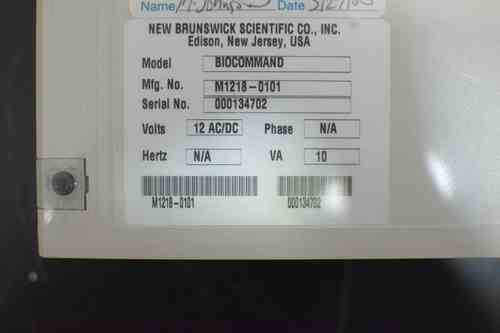 Name Date
NEW BRUNSWICK SCIENTIFIC CO., INC.
Edison, New Jersey, USA
Model BIOCOMMAND
Mfg. No. M1218-0101
Serial No. 000134702
Volts 12 AC/DC Phase N/A
Hertz N/A VA 10
M1218-0101 000134702